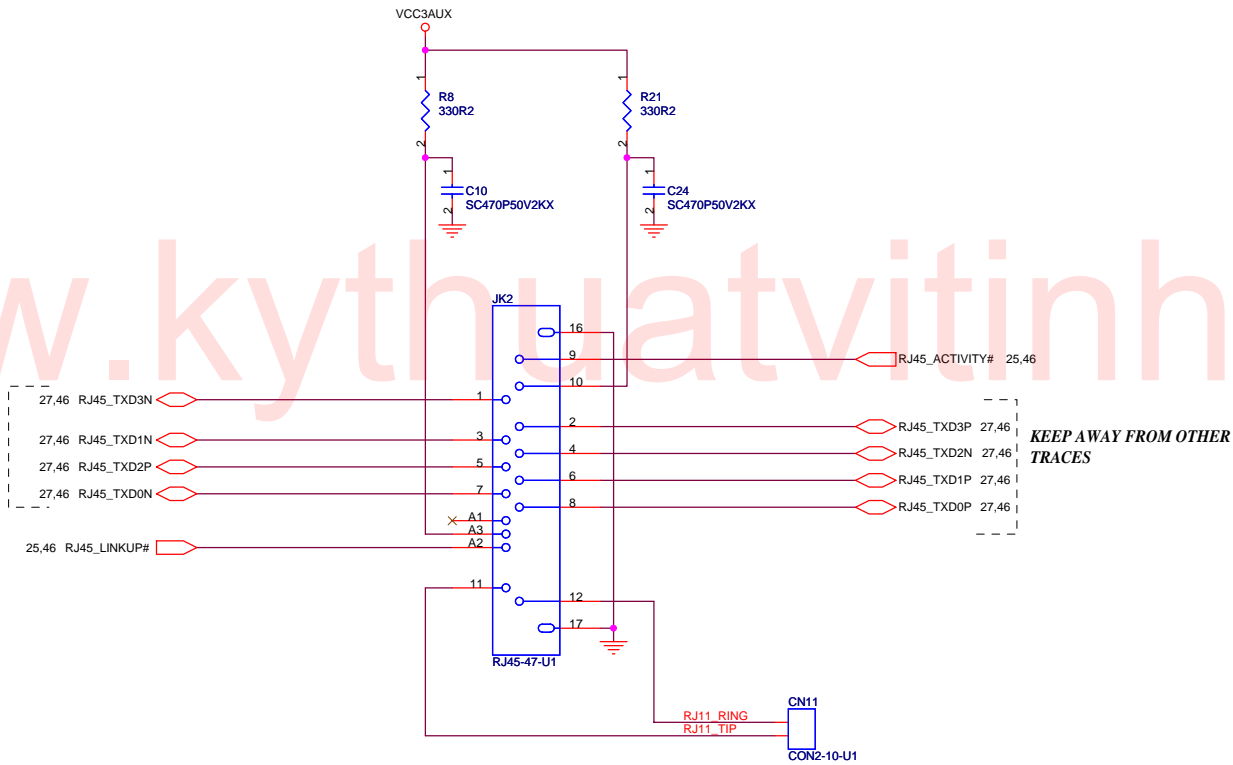 VCC3AUX
1
1
R8
330R2
R21
330R2
2
2
1
1
C10
SC470P50V2KX
C24
SC470P50V2KX
2
2
w.kythuatvitinh
JK2
16
9
RJ45_ACTIVITY# 25,46
10
27,46 RJ45_TXD3N
1
2
RJ45_TXD3P 27,46
27,46 RJ45_TXD1N
3
4
RJ45_TXD2N 27,46
27,46 RJ45_TXD2P
5
6
RJ45_TXD1P 27,46
27,46 RJ45_TXD0N
7
8
RJ45_TXD0P 27,46
KEEP AWAY FROM OTHER
TRACES
A1
A3
A2
25,46 RJ45_LINKUP#
11
12
17
RJ45-47-U1
CN11
RJ11_RING
RJ11_TIP
CON2-10-U1